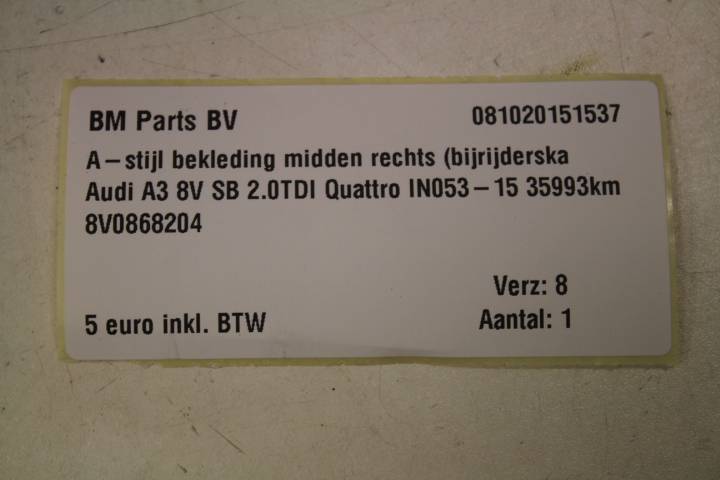 BM Parts BV 081020151537
A-stijl bekleding midden rechts (bijrijderska
Audi A3 8V SB 2.0TDI Quattro IN053-15 35993km
8V0868204
Verz: 8
5 euro inkl. BTW Aantal: 1